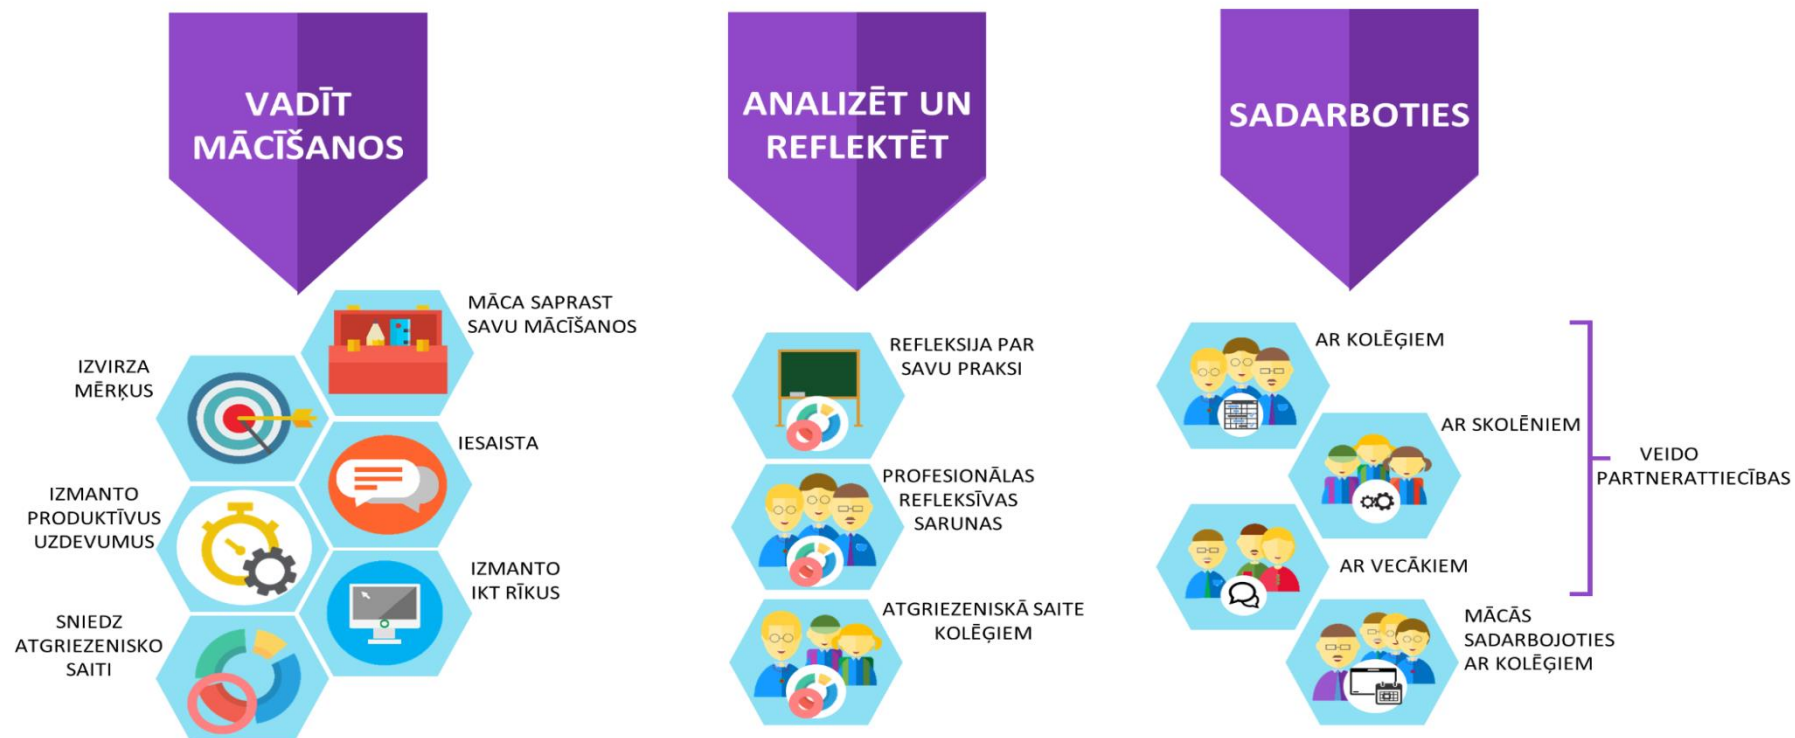 VADĪT
MĀCĪŠANOS
MĀCA SAPRAST
SAVU MĀCĪŠANOS
IZVIRZA
MĒRĶUS
IESAISTA
IZMANTO
PRODUKTĪVUS
UZDEVUMUS
IZMANTO
IKT RĪKUS
SNIEDZ
ATGRIEZENISKO
SAITI
ANALIZĒT UN
REFLEKTĒT
REFLEKSIJA PAR
SAVU PRAKSI
PROFESIONĀLAS
REFLEKSĪVAS
SARUNAS
ATGRIEZENISKĀ SAITE
KOLĒĢIEM
SADARBOTIES
AR KOLĒĢIEM
AR SKOLĒNIEM
AR VECĀKIEM
VEIDO
PARTNERATTIECĪBAS
MĀCĀS
SADARBOJOTIES
AR KOLĒĢIEM